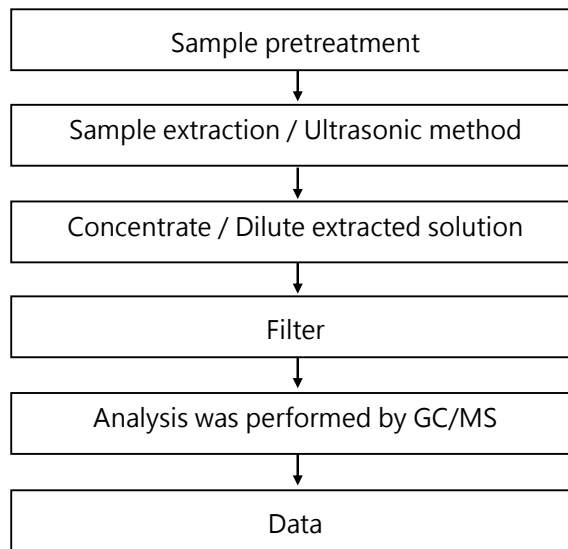 Sample pretreatment
Sample extraction / Ultrasonic method
Concentrate / Dilute extracted solution
Filter
Analysis was performed by GC/MS
Data